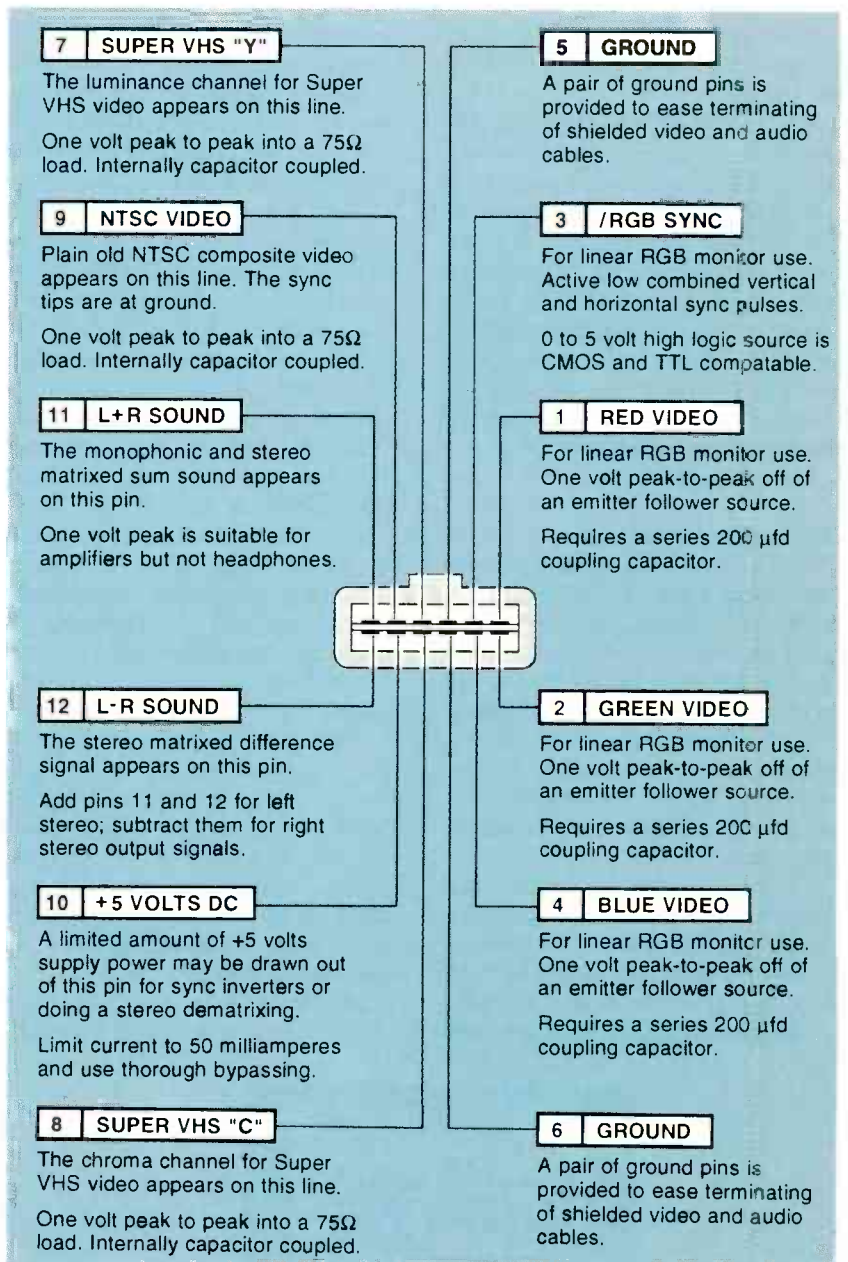 7 SUPER VHS "Y"
The luminance channel for Super
VHS video appears on this line.
One volt peak to peak into a 75Ω
load. Internally capacitor coupled.
9 NTSC VIDEO
Plain old NTSC composite video
appears on this line. The sync
tips are at ground.
One volt peak to peak into a 75Ω
load. Internally capacitor coupled.
11 L+R SOUND
The monophonic and stereo
matrixed sum sound appears
on this pin.
One volt peak is suitable for
amplifiers but not headphones.
12 L-R SOUND
The stereo matrixed difference
signal appears on this pin.
Add pins 11 and 12 for left
stereo; subtract them for right
stereo output signals.
10 +5 VOLTS DC
A limited amount of +5 volts
supply power may be drawn out
of this pin for sync inverters or
doing a stereo dematrixing.
Limit current to 50 milliamperes
and use thorough bypassing.
8 SUPER VHS "C"
The chroma channel for Super
VHS video appears on this line.
One volt peak to peak into a 75Ω
load. Internally capacitor coupled.
5 GROUND
A pair of ground pins is
provided to ease terminating
of shielded video and audio
cables.
3 /RGB SYNC
For linear RGB monitor use.
Active low combined vertical
and horizontal sync pulses.
0 to 5 volt high logic source is
CMOS and TTL compatable.
1 RED VIDEO
For linear RGB monitor use.
One volt peak-to-peak off of
an emitter follower source.
Requires a series 200 µfd
coupling capacitor.
2 GREEN VIDEO
For linear RGB monitor use.
One volt peak-to-peak off of
an emitter follower source.
Requires a series 200 µfd
coupling capacitor.
4 BLUE VIDEO
For linear RGB monitor use.
One volt peak-to-peak off of
an emitter follower source.
Requires a series 200 µfd
coupling capacitor.
6 GROUND
A pair of ground pins is
provided to ease terminating
of shielded video and audio
cables.